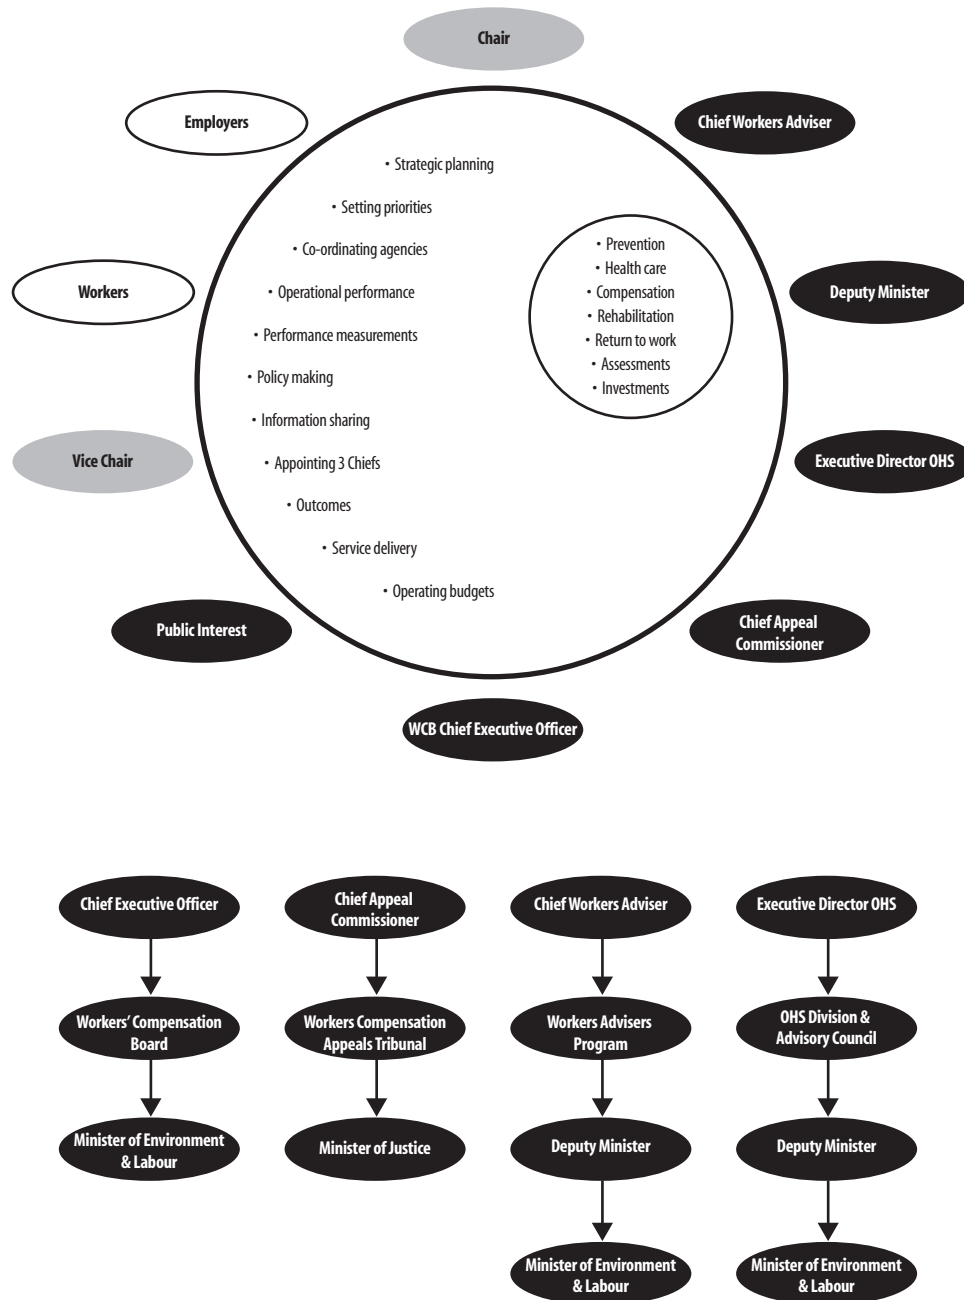 Chair
Employers
Chief Workers Adviser
• Strategic planning
• Setting priorities
• Co-ordinating agencies
• Operational performance
• Performance measurements
• Policy making
• Information sharing
• Appointing 3 Chiefs
• Outcomes
• Service delivery
• Operating budgets
• Prevention
• Health care
• Compensation
• Rehabilitation
• Return to work
• Assessments
• Investments
Workers
Deputy Minister
Vice Chair
Executive Director OHS
Public Interest
Chief Appeal
Commissioner
WCB Chief Executive Officer
Chief Executive Officer
Workers' Compensation
Board
Minister of Environment
& Labour
Chief Appeal
Commissioner
Workers Compensation
Appeals Tribunal
Minister of Justice
Chief Workers Adviser
Workers Advisers
Program
Deputy Minister
Minister of Environment
& Labour
Executive Director OHS
OHS Division &
Advisory Council
Deputy Minister
Minister of Environment
& Labour